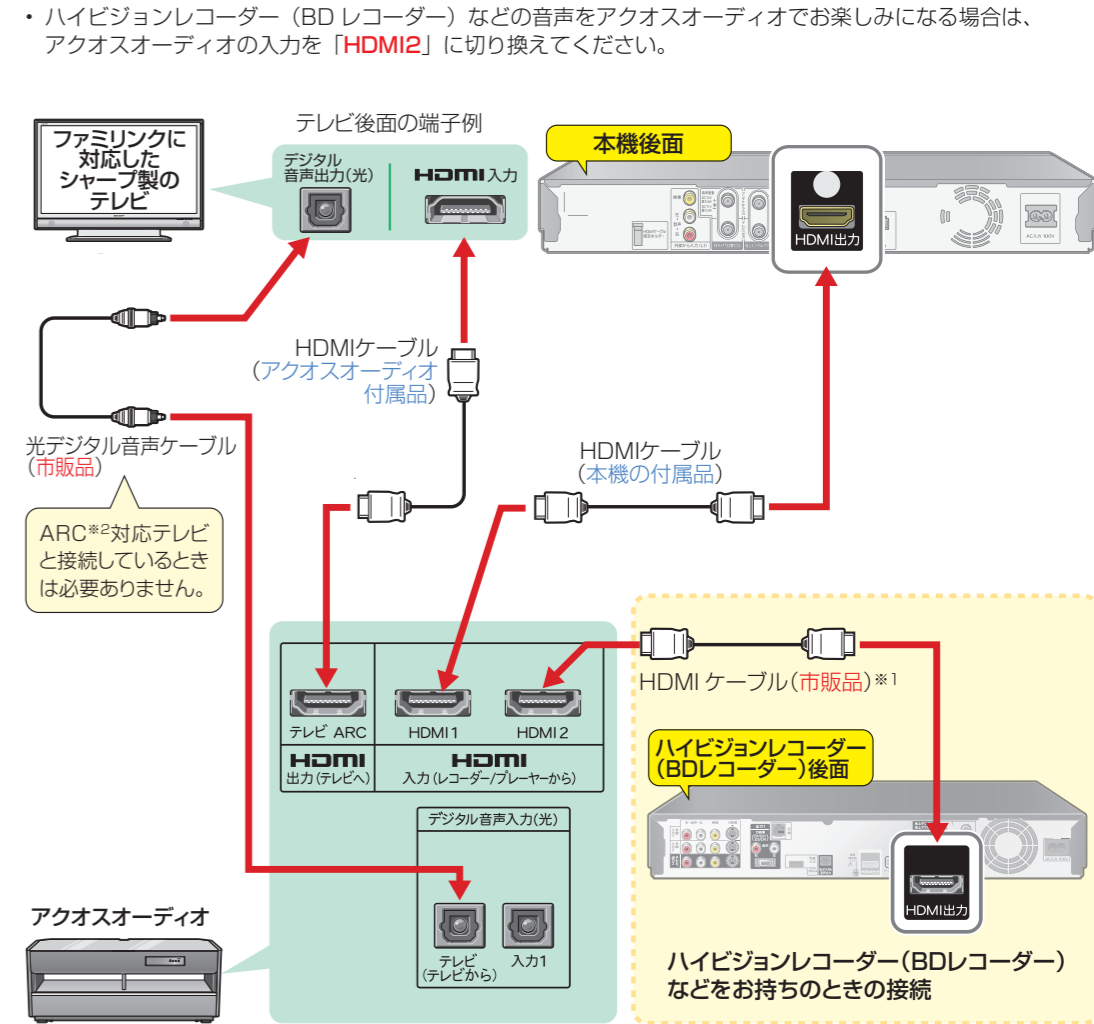 • ハイビジョンレコーダー（BD レコーダー）などの音声をアクオスオーディオでお楽しみになる場合は、
アクオスオーディオの入力を「HDMI2」に切り換えてください。
ファミリンクに
対応した
シャープ製の
テレビ
テレビ後面の端子例
デジタル
音声出力(光)
HDMI入力
本機後面
HDMI出力
AC入力 100V
HDMIケーブル
(アクオスオーディオ
付属品)
光デジタル音声ケーブル
(市販品)
ARC※2対応テレビ
と接続しているとき
は必要ありません。
HDMIケーブル
(本機の付属品)
テレビ ARC
HDMI1
HDMI2
HDMI
出力(テレビへ)
HDMI
入力(レコーダー/プレーヤーから)
デジタル音声入力(光)
テレビ
(テレビから)
入力1
アクオスオーディオ
HDMI ケーブル(市販品)※1
ハイビジョンレコーダー
(BDレコーダー)後面
HDMI出力
ハイビジョンレコーダー(BDレコーダー)
などをお持ちのときの接続